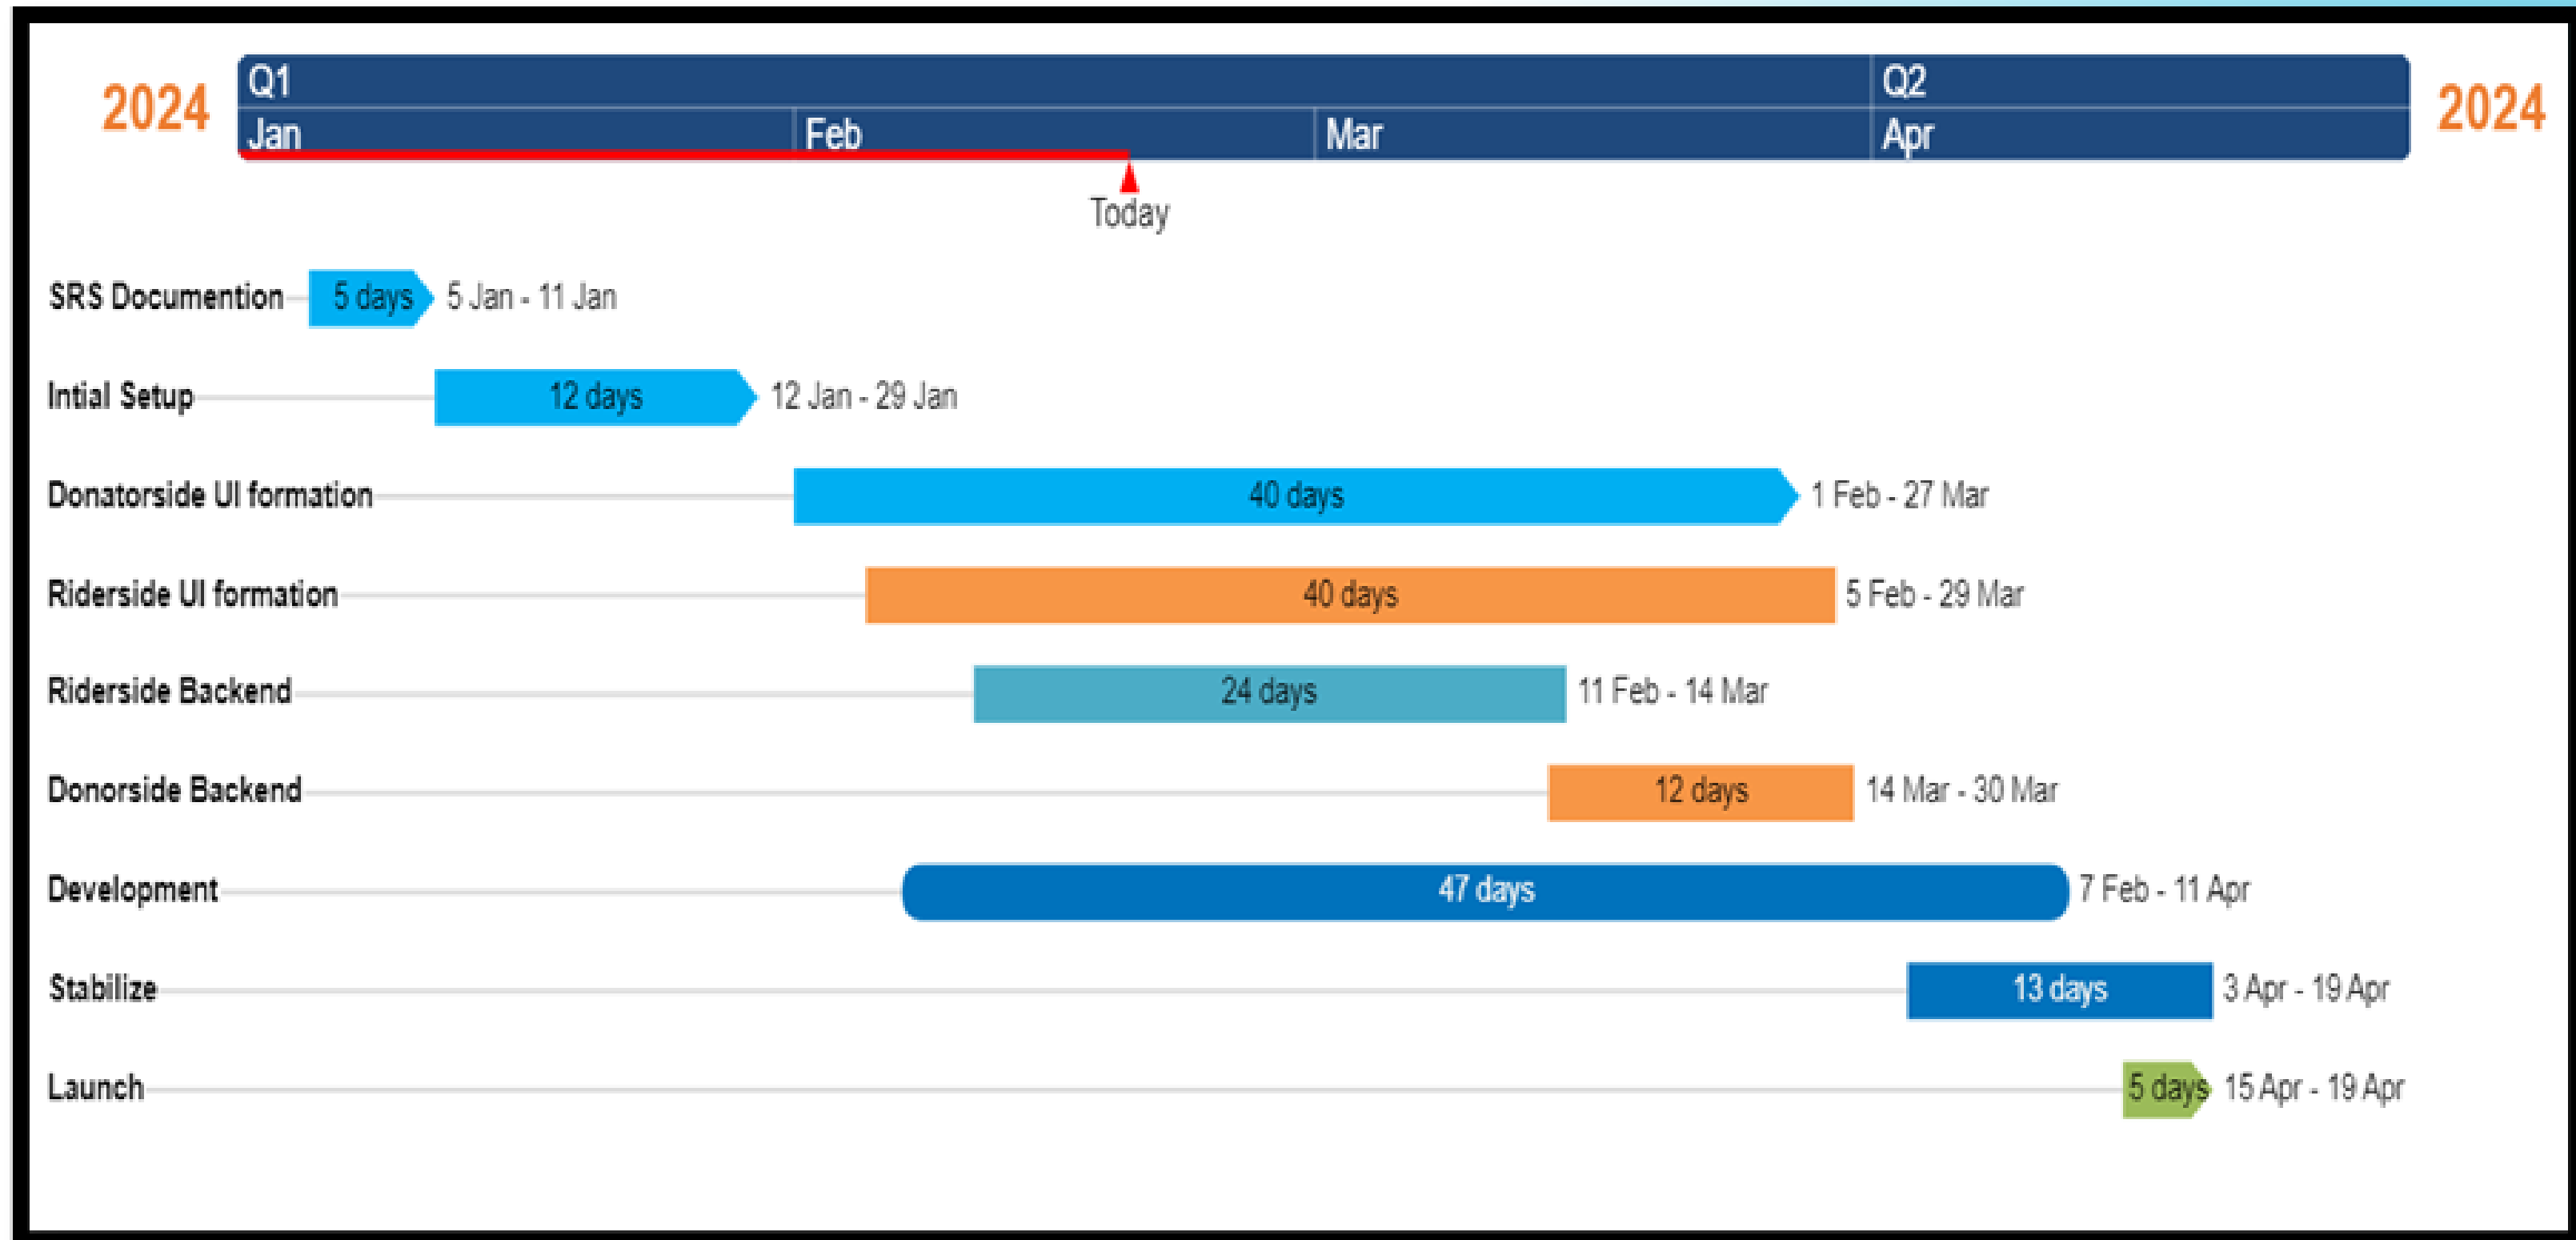 2024 Q1 Q2 2024
Jan Feb Mar Apr
Today
SRS Documention 5 days 5 Jan - 11 Jan
Intial Setup 12 days 12 Jan - 29 Jan
Donatorside UI formation 40 days 1 Feb - 27 Mar
Riderside UI formation 40 days 5 Feb - 29 Mar
Riderside Backend 24 days 11 Feb - 14 Mar
Donorside Backend 12 days 14 Mar - 30 Mar
Development 47 days 7 Feb - 11 Apr
Stabilize 13 days 3 Apr - 19 Apr
Launch 5 days 15 Apr - 19 Apr